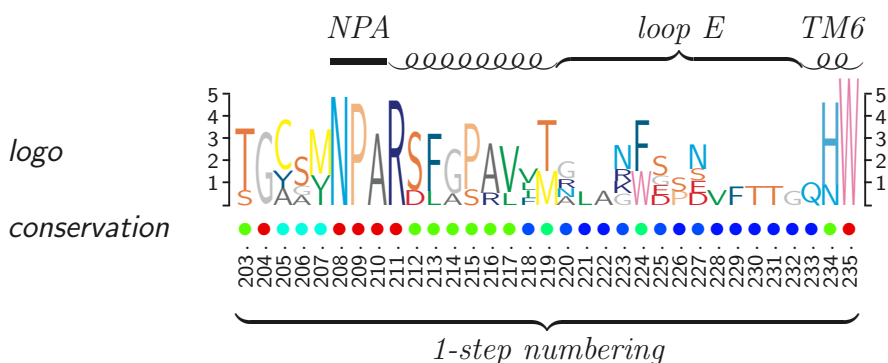 NPA loop E TM6
5 5
4 4
3 3
2 2
1 1
logo
T G C S M N P A R S F G P A V T G L A N F S S N V F T T G Q H W
S Y G Y D L A S R L M R R W G P S N
A A N K E E
A G D D
conservation
203. 204. 205. 206. 207. 208. 209. 210. 211. 212. 213. 214. 215. 216. 217. 218. 219. 220. 221. 222. 223. 224. 225. 226. 227. 228. 229. 230. 231. 232. 233. 234. 235.
1-step numbering